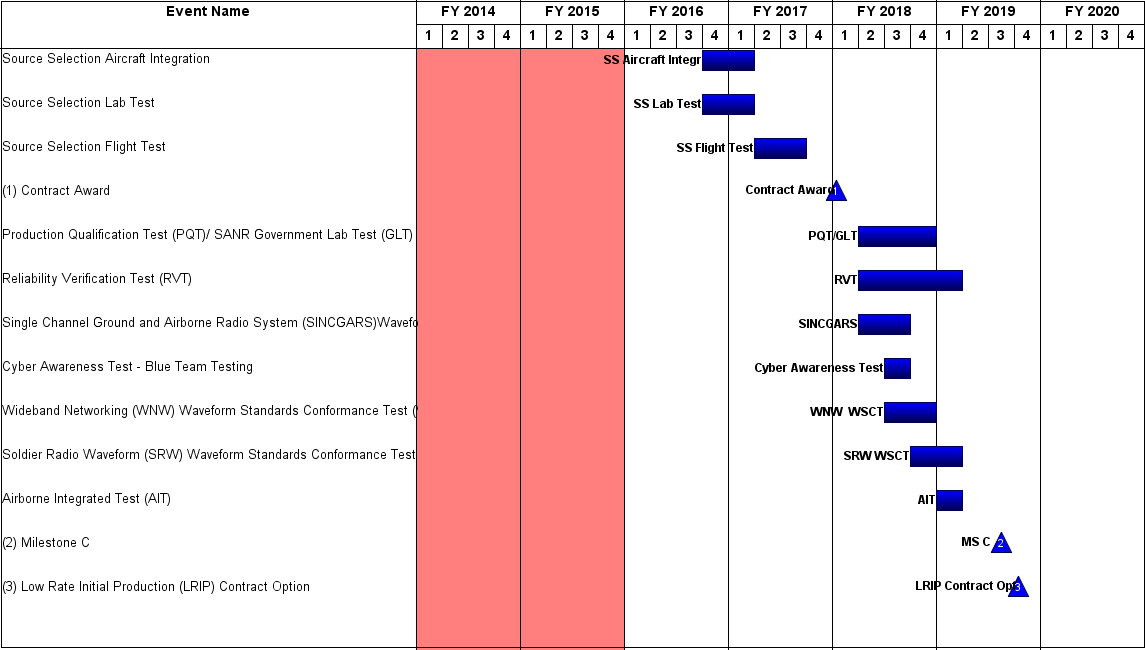 Event Name FY 2014 FY 2015 FY 2016 FY 2017 FY 2018 FY 2019 FY 2020
1 2 3 4 1 2 3 4 1 2 3 4 1 2 3 4 1 2 3 4 1 2 3 4 1 2 3 4
Source Selection Aircraft Integration SS Aircraft Integr
Source Selection Lab Test SS Lab Test
Source Selection Flight Test SS Flight Test
(1) Contract Award Contract Award 1
Production Qualification Test (PQT)/ SANR Government Lab Test (GLT) PQT/GLT
Reliability Verification Test (RVT) RVT
Single Channel Ground and Airborne Radio System (SINCGARS)Wavefo SINCGARS
Cyber Awareness Test - Blue Team Testing Cyber Awareness Test
Wideband Networking (WNW) Waveform Standards Conformance Test ( WNW WSCT
Soldier Radio Waveform (SRW) Waveform Standards Conformance Test SRW WSCT
Airborne Integrated Test (AIT) AIT
(2) Milestone C MS C 2
(3) Low Rate Initial Production (LRIP) Contract Option LRIP Contract Opt 3